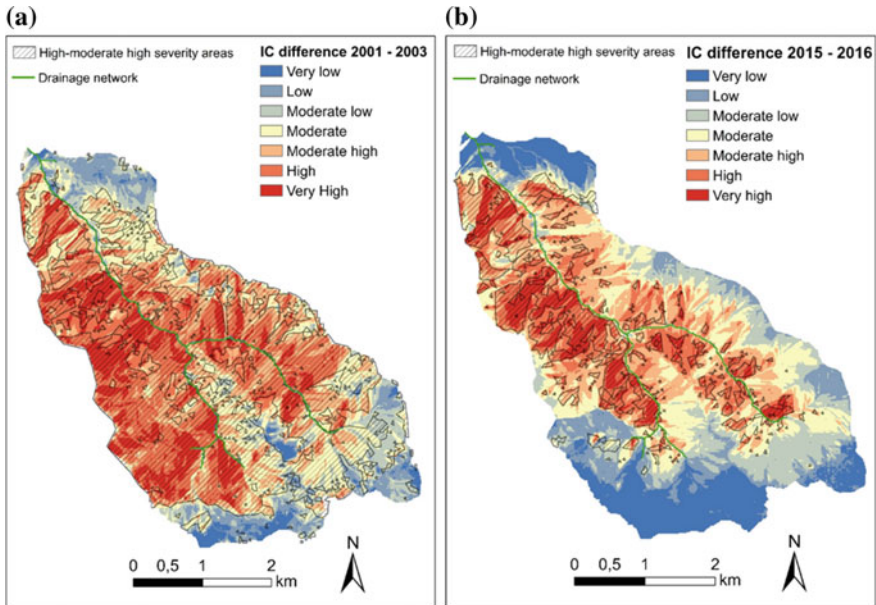 (a)
High-moderate high severity areas
Drainage network
IC difference 2001 - 2003
Very low
Low
Moderate low
Moderate
Moderate high
High
Very High
N
0 0,5 1 2
km
(b)
High-moderate high severity areas
Drainage network
IC difference 2015 - 2016
Very low
Low
Moderate low
Moderate
Moderate high
High
Very high
N
0 0,5 1 2
km